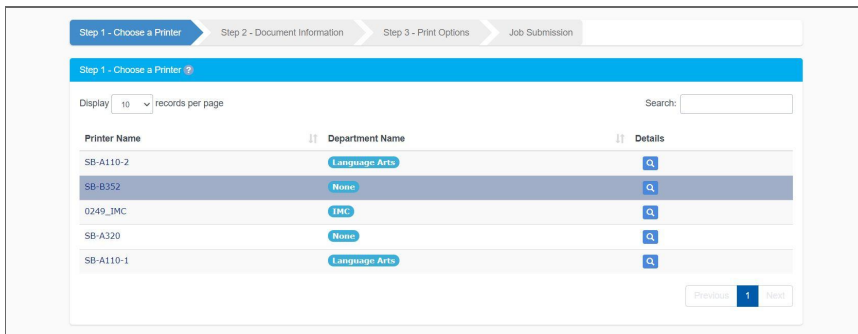 Step 1 - Choose a Printer Step 2 - Document Information Step 3 - Print Options Job Submission
Step 1 - Choose a Printer ?
Display 10 records per page Search:
Printer Name Department Name Details
SB-A110-2 Language Arts
SB-B352 None
0249_IMC IMC
SB-A320 None
SB-A110-1 Language Arts
Previous 1 Next